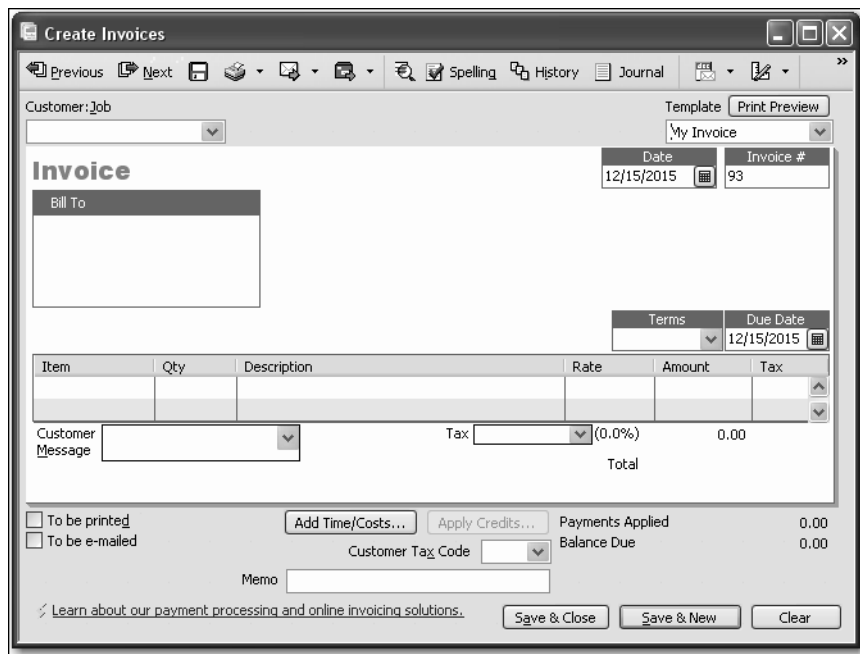 Create Invoices
Previous Next Spelling History Journal »
Customer:Job Template Print Preview
My Invoice
Invoice Date Invoice #
12/15/2015 93
Bill To
Terms Due Date
12/15/2015
Item Qty Description Rate Amount Tax
Customer Message Tax (0.0%) 0.00
Total
To be printed Add Time/Costs... Apply Credits... Payments Applied 0.00
To be e-mailed Customer Tax Code Balance Due 0.00
Memo
Learn about our payment processing and online invoicing solutions. Save & Close Save & New Clear